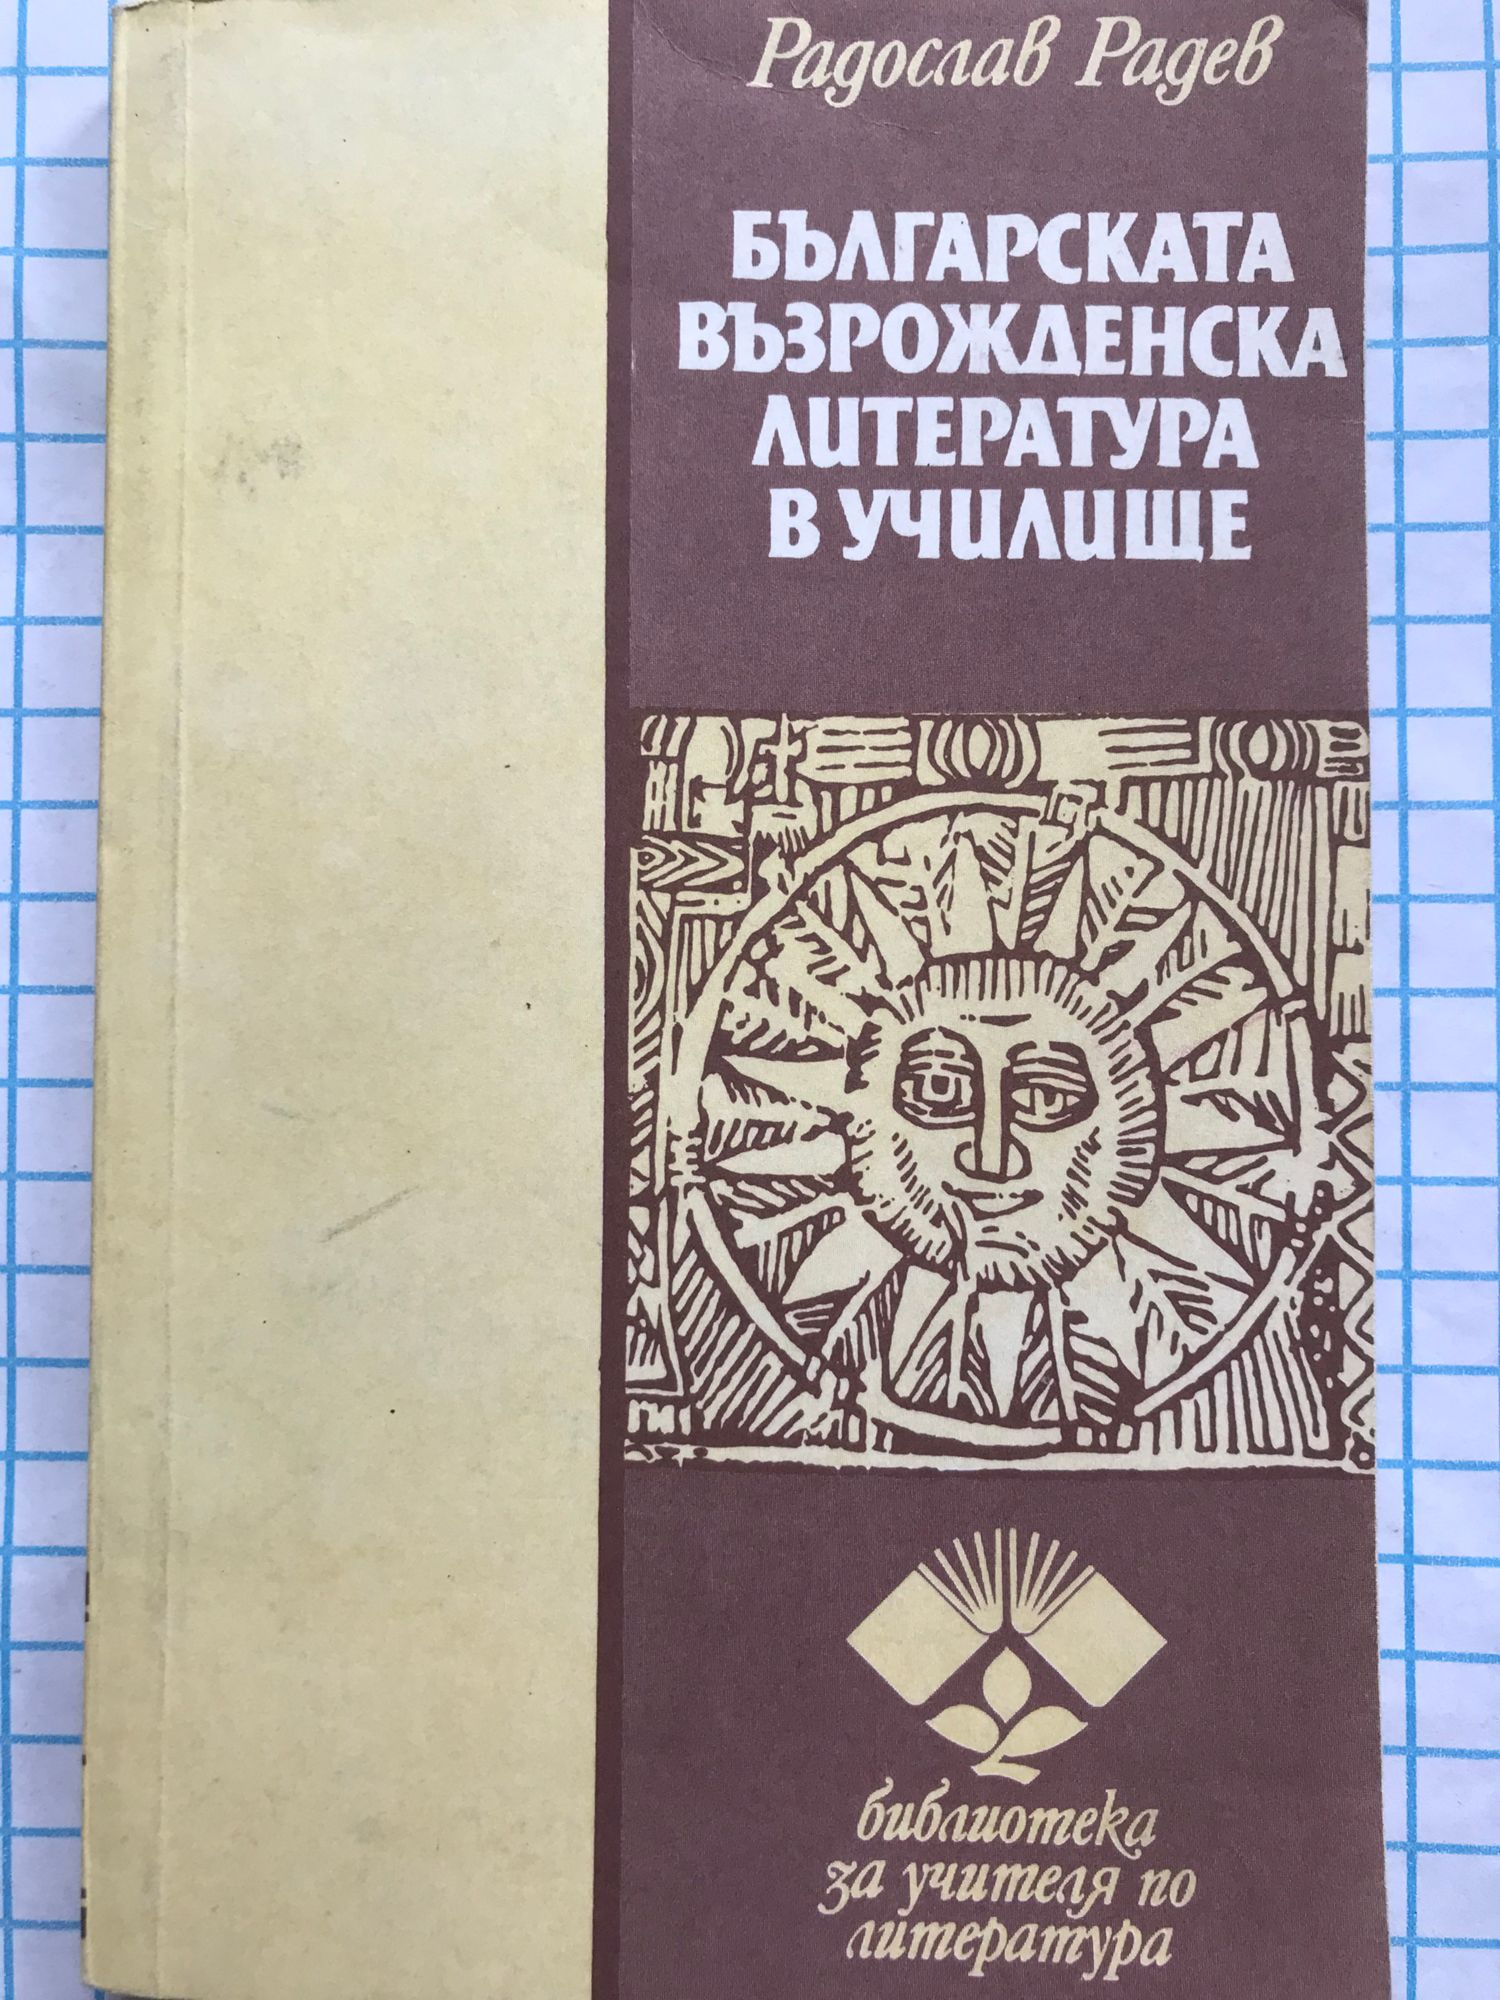 Радослав Радев
БЪЛГАРСКАТА
ВЪЗРОЖДЕНСКА
ЛИТЕРАТУРА
В УЧИЛИЩЕ
библиотека
за учителя по
литература